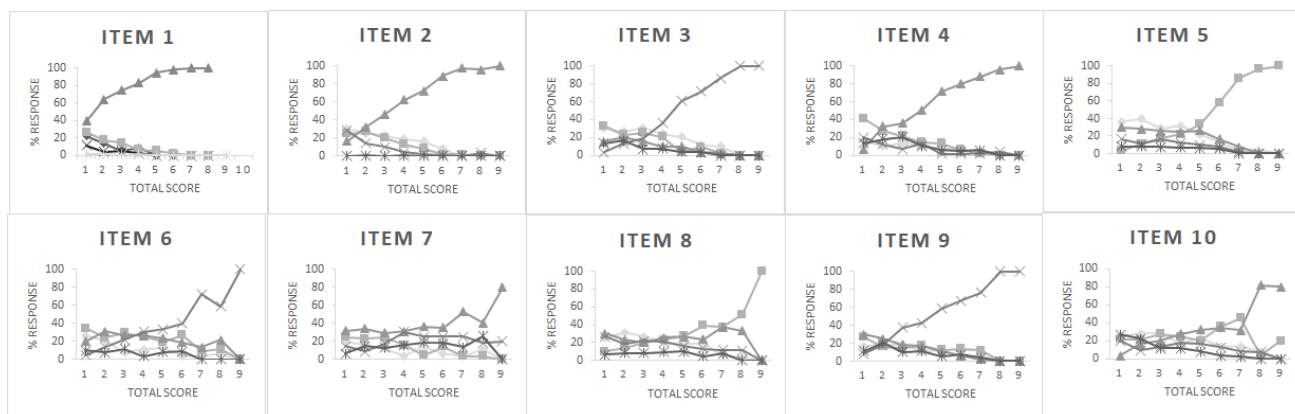 ITEM 1
% RESPONSE
100
80
60
40
20
0
1 2 3 4 5 6 7 8 9 10
TOTAL SCORE
ITEM 2
% RESPONSE
100
80
60
40
20
0
1 2 3 4 5 6 7 8 9
TOTAL SCORE
ITEM 3
% RESPONSE
100
80
60
40
20
0
1 2 3 4 5 6 7 8 9
TOTAL SCORE
ITEM 4
% RESPONSE
100
80
60
40
20
0
1 2 3 4 5 6 7 8 9
TOTAL SCORE
ITEM 5
% RESPONSE
100
80
60
40
20
0
1 2 3 4 5 6 7 8 9
TOTAL SCORE
ITEM 6
% RESPONSE
100
80
60
40
20
0
1 2 3 4 5 6 7 8 9
TOTAL SCORE
ITEM 7
% RESPONSE
100
80
60
40
20
0
1 2 3 4 5 6 7 8 9
TOTAL SCORE
ITEM 8
% RESPONSE
100
80
60
40
20
0
1 2 3 4 5 6 7 8 9
TOTAL SCORE
ITEM 9
% RESPONSE
100
80
60
40
20
0
1 2 3 4 5 6 7 8 9
TOTAL SCORE
ITEM 10
% RESPONSE
100
80
60
40
20
0
1 2 3 4 5 6 7 8 9
TOTAL SCORE